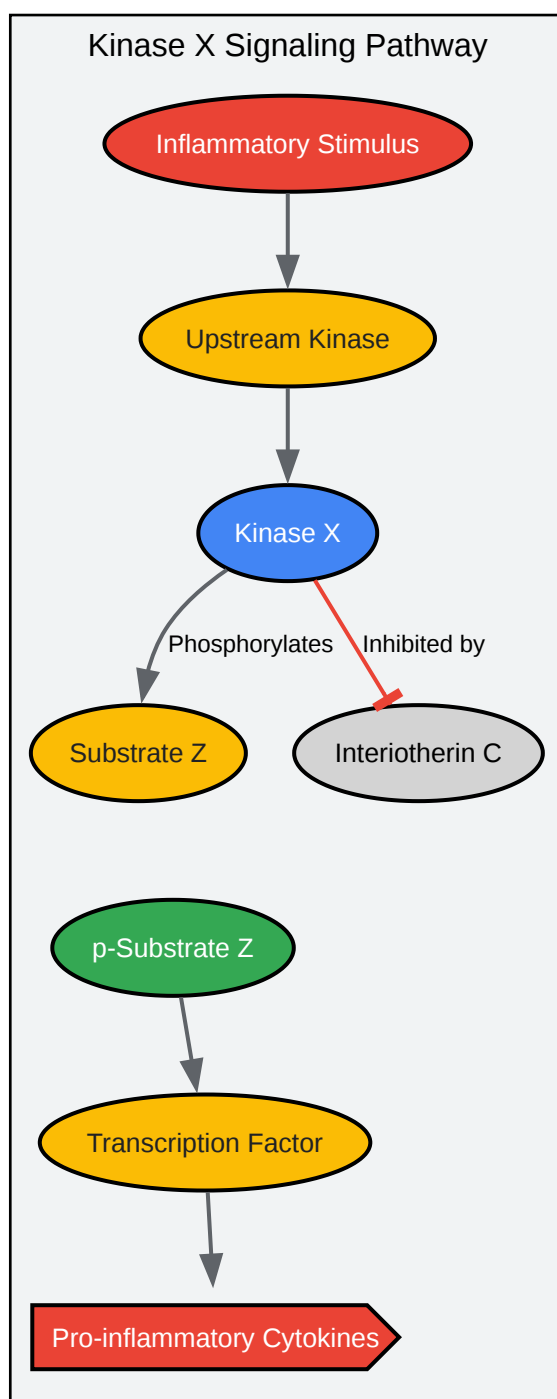 Kinase X Signaling Pathway
Inflammatory Stimulus
Upstream Kinase
Kinase X
Phosphorylates
Inhibited by
Substrate Z
Interiotherin C
p-Substrate Z
Transcription Factor
Pro-inflammatory Cytokines